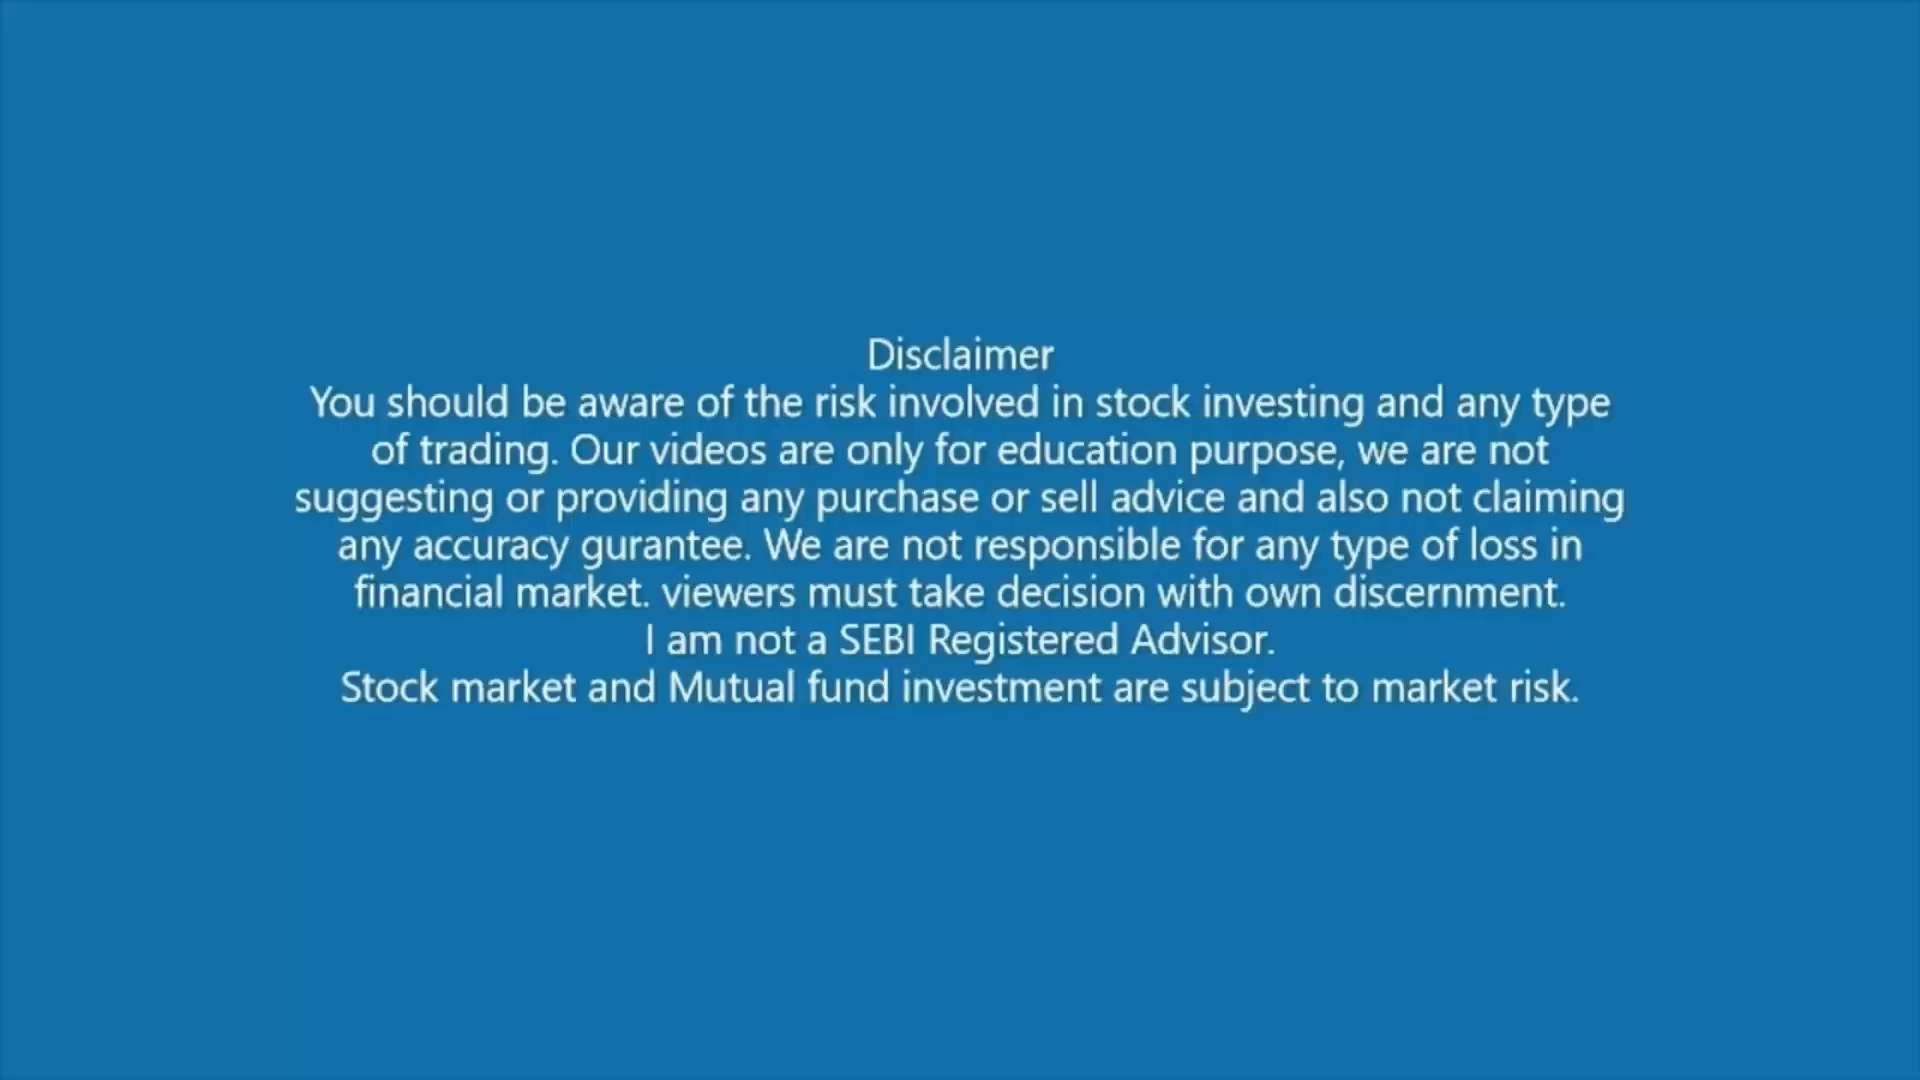 Disclaimer
You should be aware of the risk involved in stock investing and any type
of trading. Our videos are only for education purpose, we are not
suggesting or providing any purchase or sell advice and also not claiming
any accuracy gurantee. We are not responsible for any type of loss in
financial market. viewers must take decision with own discernment.
I am not a SEBI Registered Advisor.
Stock market and Mutual fund investment are subject to market risk.